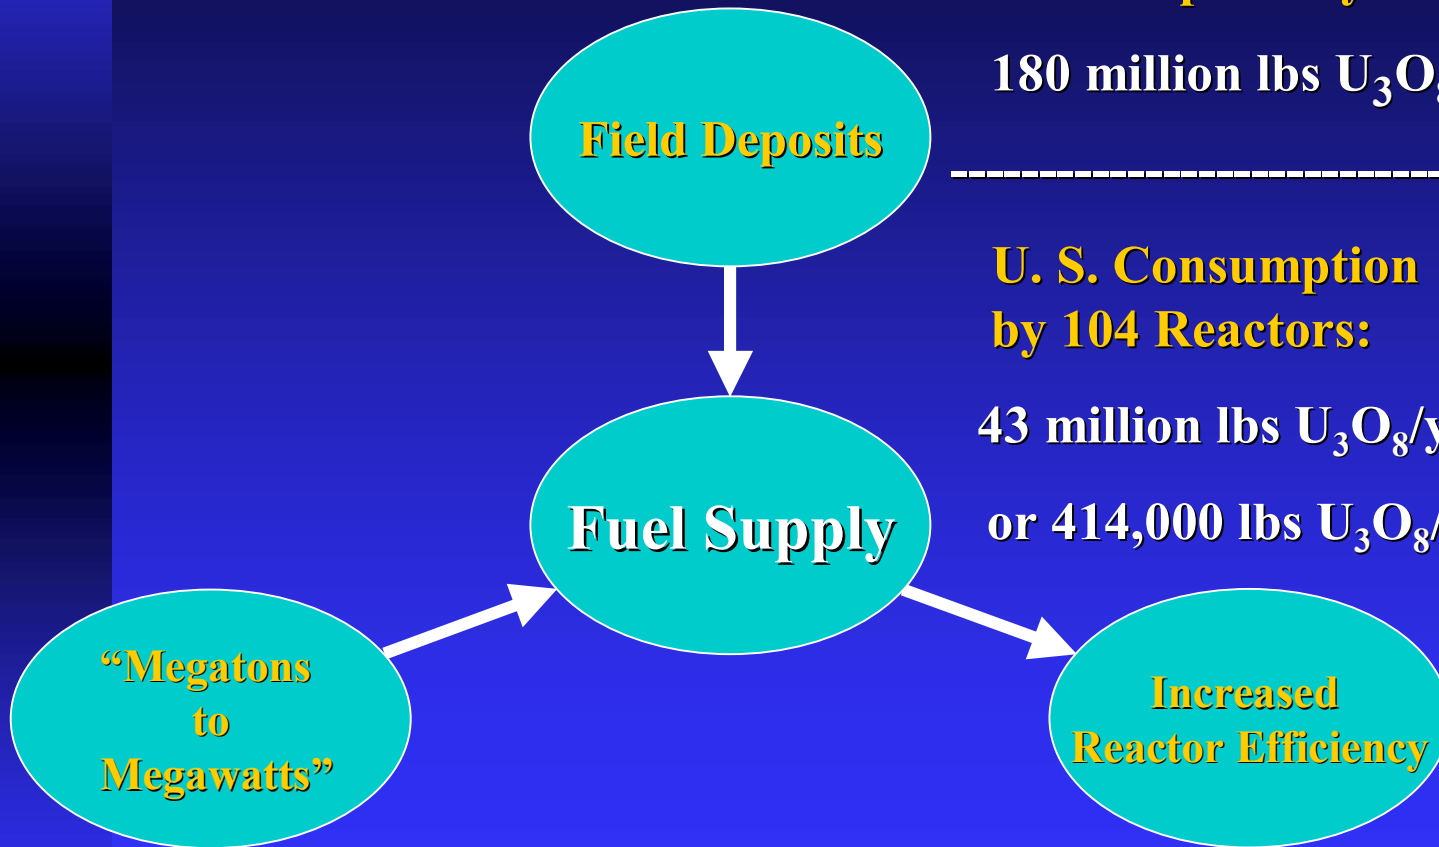 180 million lbs U₃O
Field Deposits
U. S. Consumption
by 104 Reactors:
43 million lbs U₃O₈/y
or 414,000 lbs U₃O₈/
Fuel Supply
“Megatons
to
Megawatts”
Increased
Reactor Efficiency